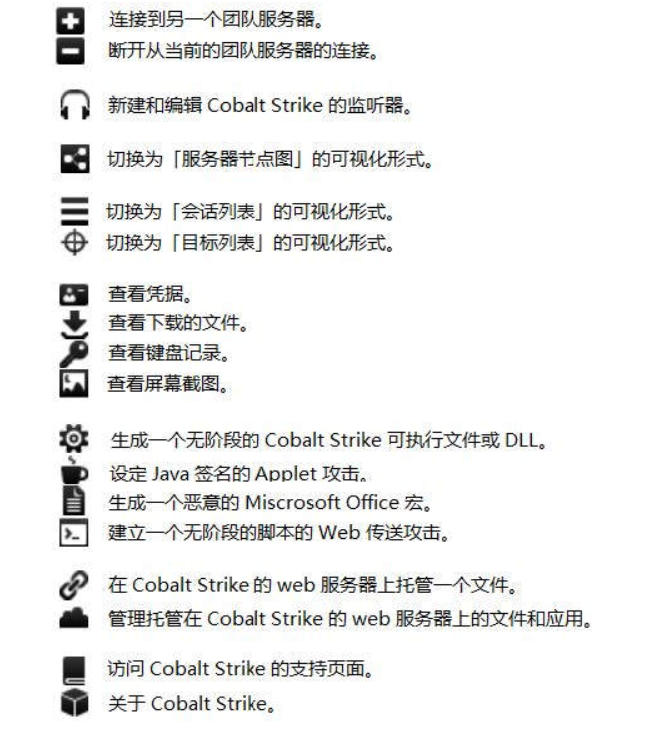 连接到另一个团队服务器。
断开从当前的团队服务器的连接。
新建和编辑 Cobalt Strike 的监听器。
切换为「服务器节点图」的可视化形式。
切换为「会话列表」的可视化形式。
切换为「目标列表」的可视化形式。
查看凭据。
查看下载的文件。
查看键盘记录。
查看屏幕截图。
生成一个无阶段的 Cobalt Strike 可执行文件或 DLL。
设定 Java 签名的 Applet 攻击。
生成一个恶意的 Miscrosoft Office 宏。
建立一个无阶段的脚本的 Web 传送攻击。
在 Cobalt Strike 的 web 服务器上托管一个文件。
管理托管在 Cobalt Strike 的 web 服务器上的文件和应用。
访问 Cobalt Strike 的支持页面。
关于 Cobalt Strike。